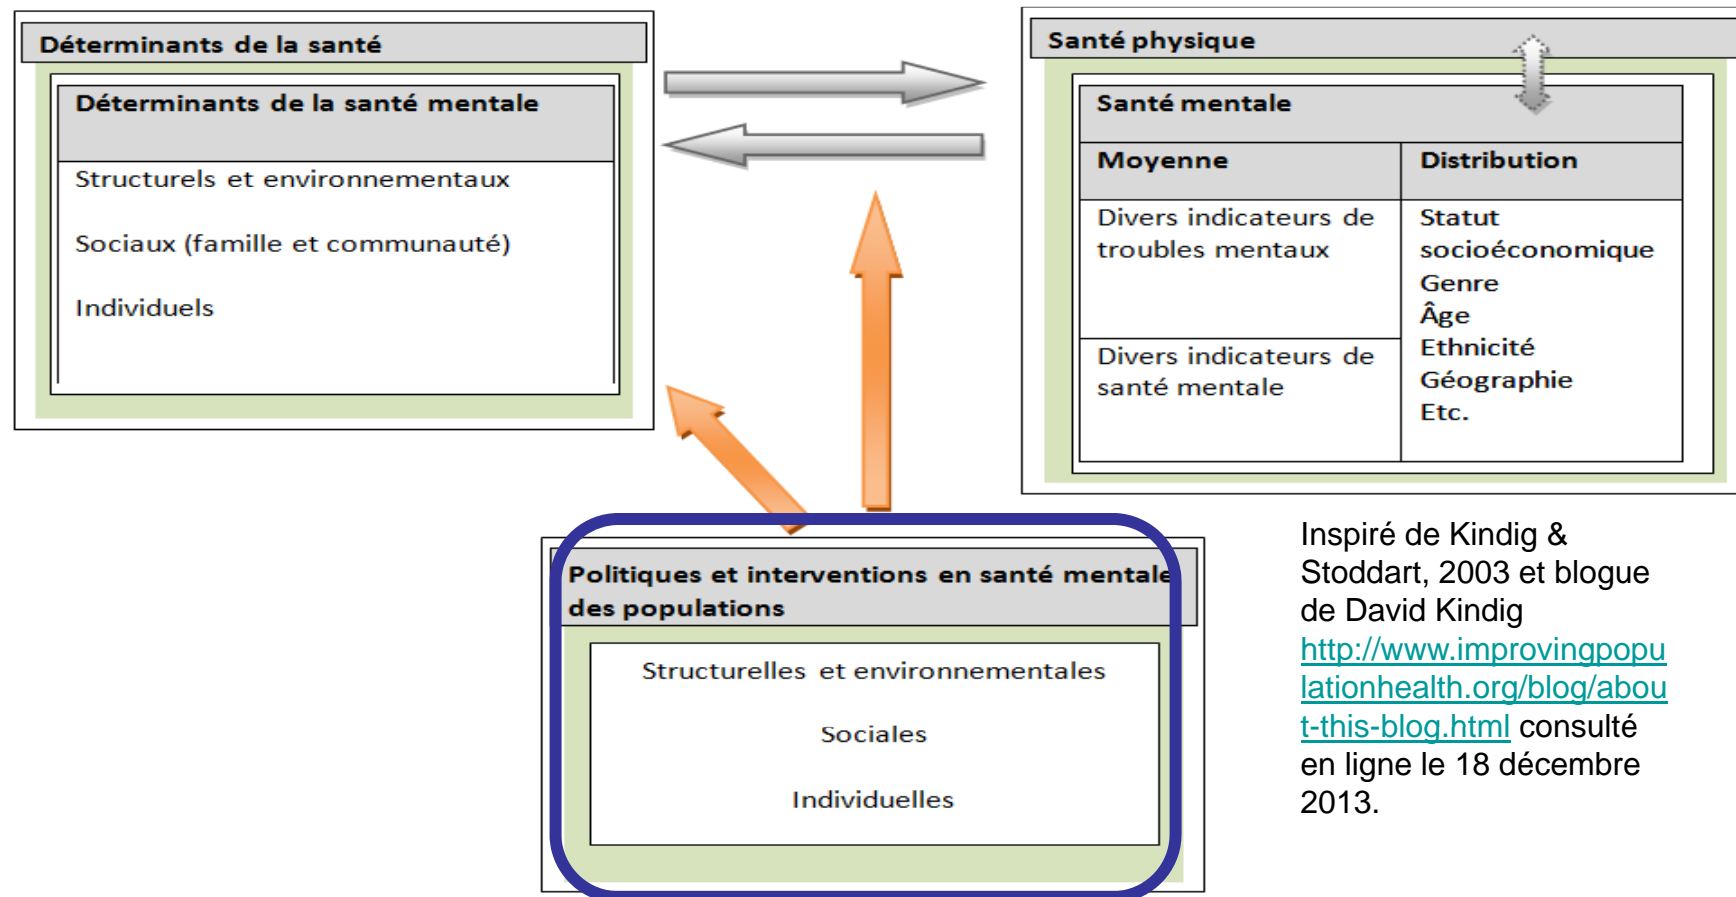 Déterminants de la santé
Déterminants de la santé mentale
Structurels et environnementaux
Sociaux (famille et communauté)
Individuels
Santé physique
Santé mentale
Moyenne
Distribution
Divers indicateurs de
troubles mentaux
Divers indicateurs de
santé mentale
Statut
socioéconomique
Genre
Âge
Ethnicité
Géographie
Etc.
Politiques et interventions en santé mentale
des populations
Structurelles et environnementales
Sociales
Individuelles
Inspiré de Kindig &
Stoddart, 2003 et blogue
de David Kindig
http://www.improvingpopu
lationhealth.org/blog/abou
t-this-blog.html consulté
en ligne le 18 décembre
2013.